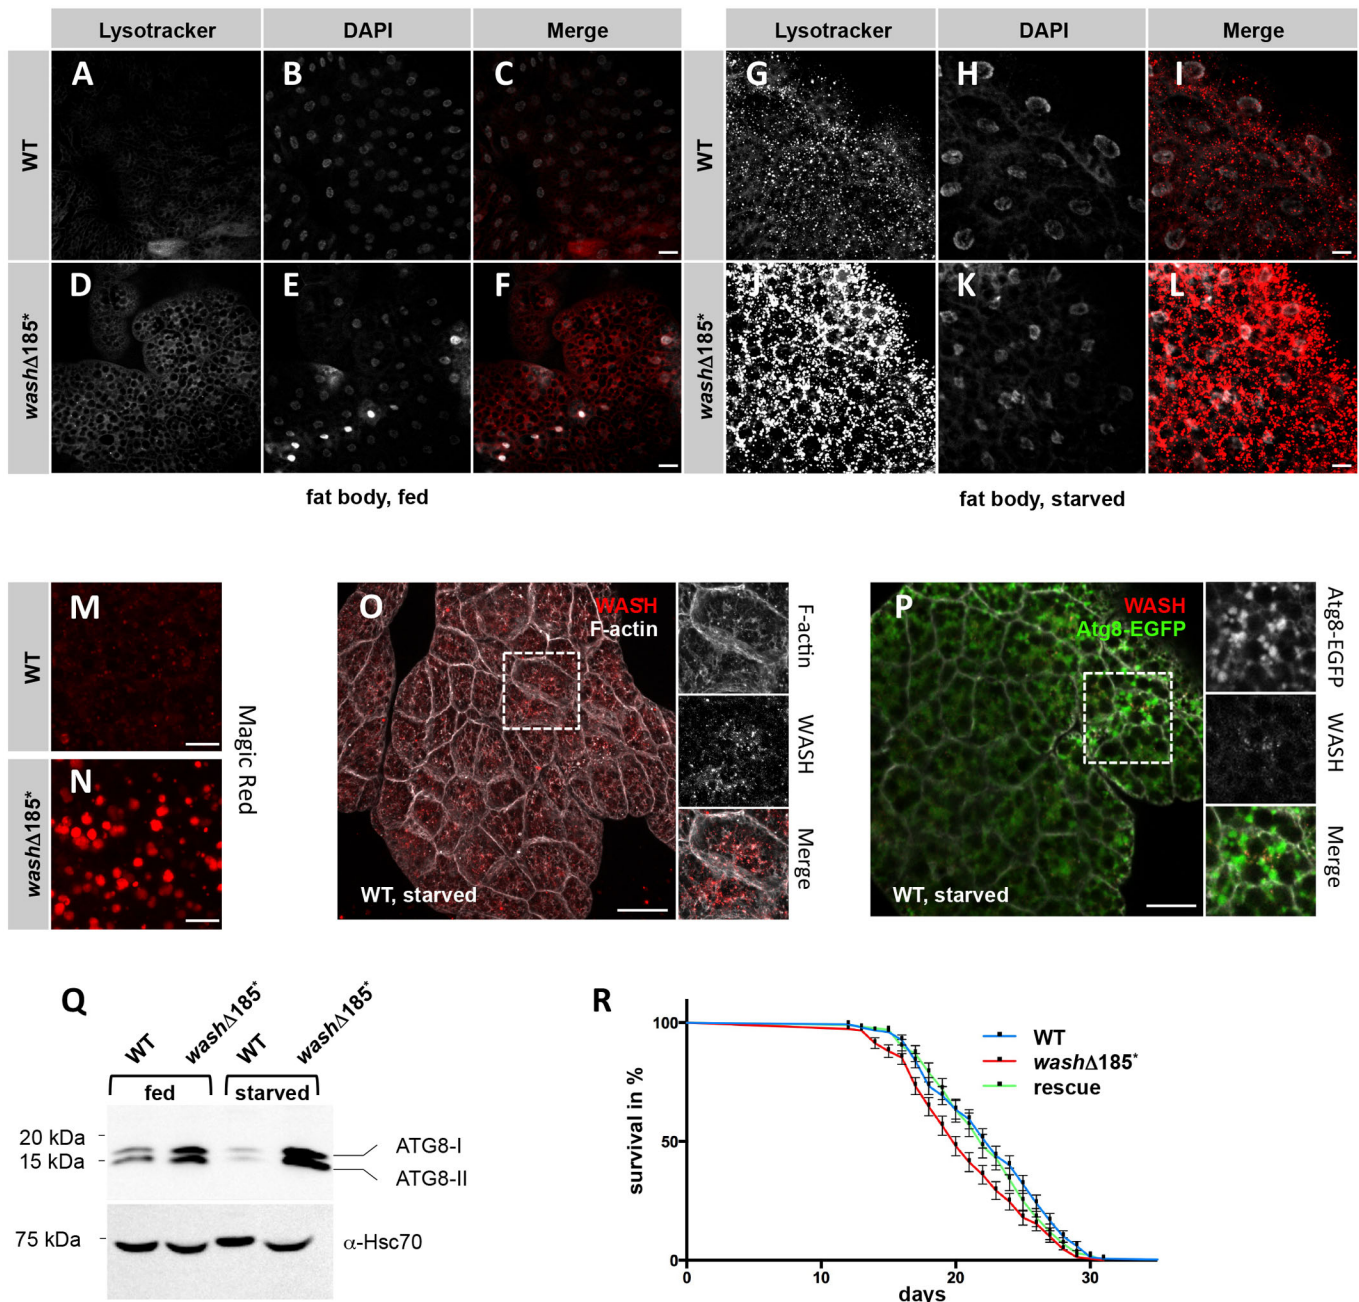 Lysotracker DAPI Merge Lysotracker DAPI Merge
WT A B C WT G H I
washΔ185* D E F washΔ185* J K L
fat body, fed fat body, starved
WT M
washΔ185* N
Magic Red
O WASH
F-actin
WT, starved
F-actin
WASH
Merge
P WASH
Atg8-EGFP
WT, starved
Atg8-EGFP
WASH
Merge
Q
WT washΔ185* WT washΔ185*
fed starved
20 kDa
15 kDa
ATG8-I
ATG8-II
75 kDa
α-Hsc70
R
survival in %
100
50
0
0 10 20 30
days
WT
washΔ185*
rescue